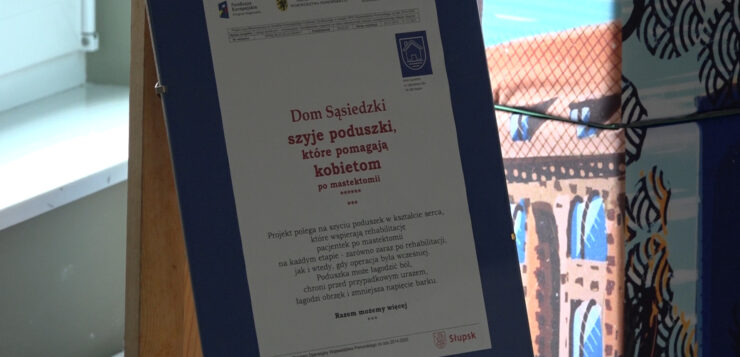 Fundusze
Europejskie
Dom Sąsiedzki
szyje poduszki,
które pomagają
kobietom
po mastektomii
******
***
Projekt polega na szyciu poduszek w kształcie serca,
które wspierają rehabilitację
pacjentek po mastektomii
na każdym etapie - zarówno zaraz po rehabilitacji,
jak i wtedy, gdy operacja była wcześniej.
Poduszka może łagodzić ból,
chroni przed przypadkowym urazem,
łagodzi obrzęk i zmniejsza napięcie barku.
Razem możemy więcej
***
Słupsk